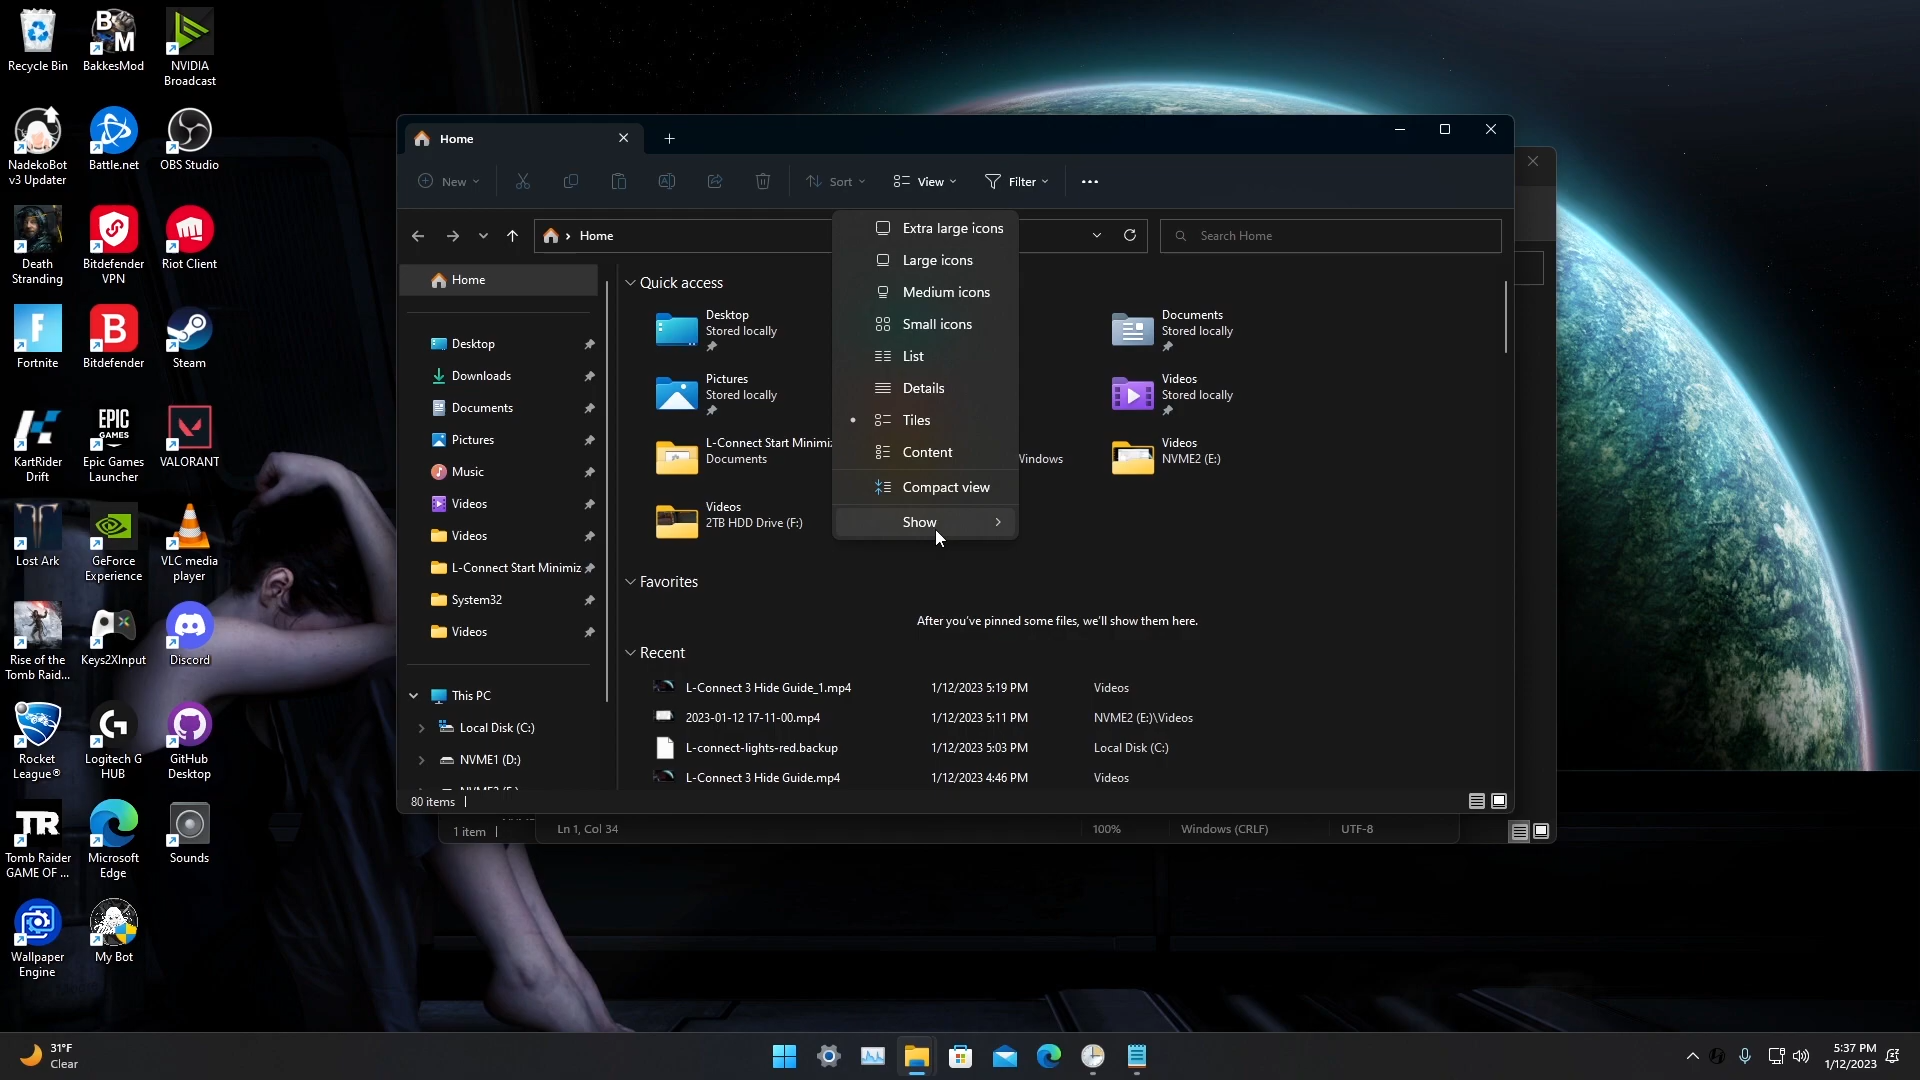 Recycle Bin
BakkesMod
NVIDIA
Broadcast
NadekoBot
v3 Updater
Battle.net
OBS Studio
Death
Stranding
Bitdefender
VPN
Riot Client
Fortnite
Bitdefender
Steam
KartRider
Drift
EPIC
GAMES
Epic Games
Launcher
VALORANT
Lost Ark
GeForce
Experience
VLC media
player
Rise of the
Tomb Raid...
Keys2XInput
Discord
Rocket
League®
Logitech G
HUB
GitHub
Desktop
TR
Tomb Raider
GAME OF ...
Microsoft
Edge
Sounds
Wallpaper
Engine
My Bot
Home
New
Sort
View
Filter
Home
Search Home
Home
Desktop
Downloads
Documents
Pictures
Music
Videos
Videos
L-Connect Start Minimiz
System32
Videos
This PC
Local Disk (C:)
NVME1 (D:)
Quick access
Desktop
Stored locally
Documents
Stored locally
Pictures
Stored locally
Videos
Stored locally
L-Connect Start Minimiz
Documents
Windows
Videos
NVME2 (E:)
Videos
2TB HDD Drive (F:)
Extra large icons
Large icons
Medium icons
Small icons
List
Details
Tiles
Content
Compact view
Show
Favorites
After you've pinned some files, we'll show them here.
Recent
L-Connect 3 Hide Guide_1.mp4 1/12/2023 5:19 PM Videos
2023-01-12 17-11-00.mp4 1/12/2023 5:11 PM NVME2 (E:)\Videos
L-connect-lights-red.backup 1/12/2023 5:03 PM Local Disk (C:)
L-Connect 3 Hide Guide.mp4 1/12/2023 4:46 PM Videos
80 items
1 item
Ln 1, Col 34 100% Windows (CRLF) UTF-8
31°F
Clear
5:37 PM
1/12/2023